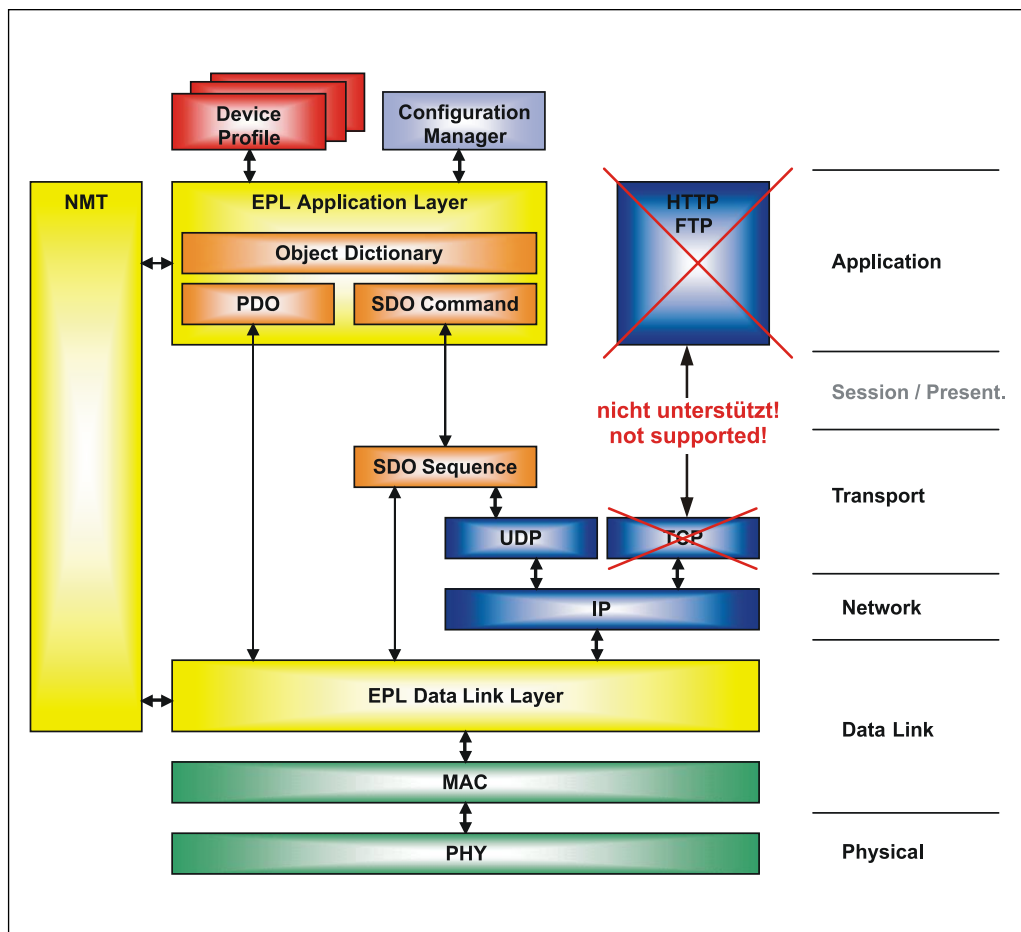 Device
Profile
Configuration
Manager
NMT
EPL Application Layer
HTTP
FTP
Object Dictionary
Application
PDO
SDO Command
Session / Present.
nicht unterstützt!
not supported!
SDO Sequence
Transport
UDP
TCP
IP
Network
EPL Data Link Layer
Data Link
MAC
PHY
Physical